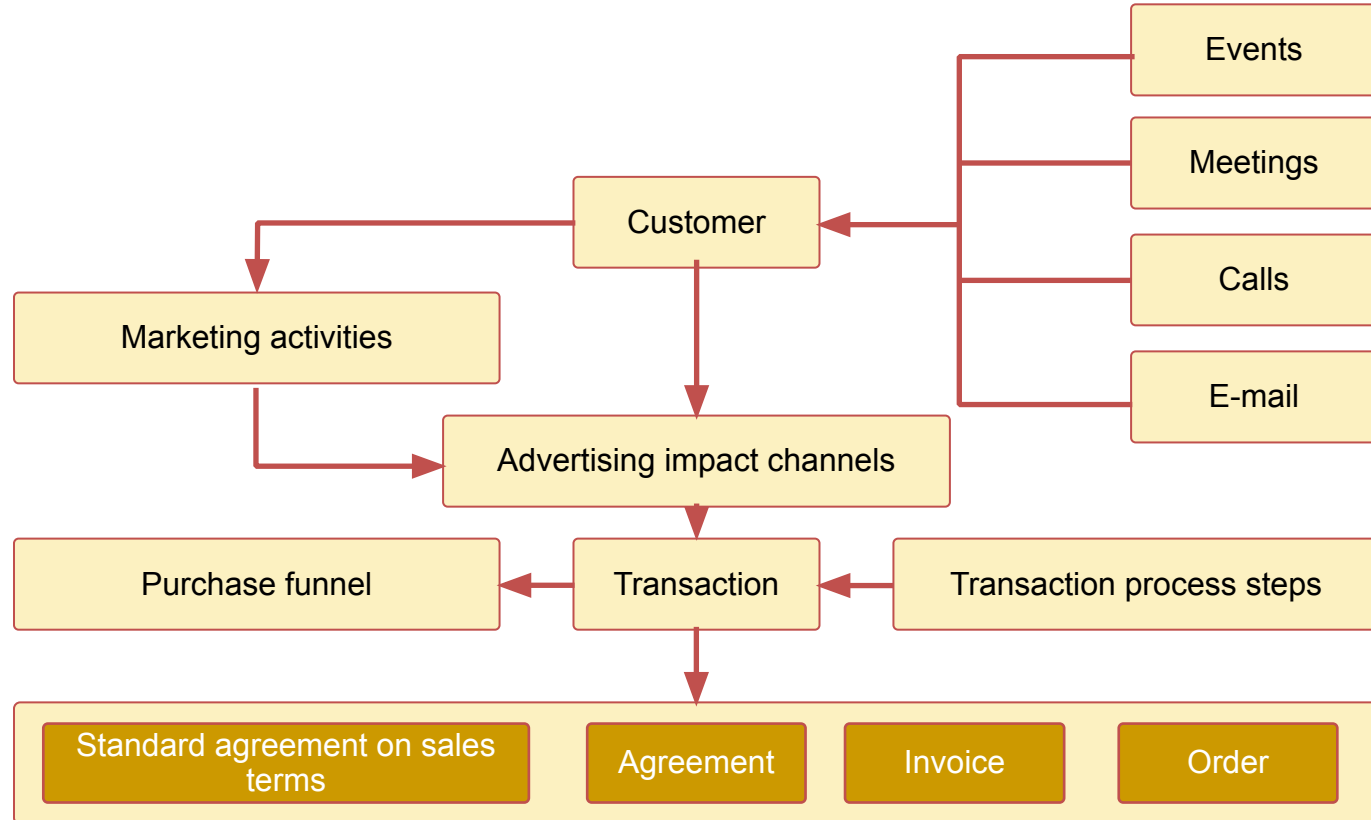 Events
Meetings
Customer
Calls
Marketing activities
E-mail
Advertising impact channels
Purchase funnel
Transaction
Transaction process steps
Standard agreement on sales
terms
Agreement
Invoice
Order